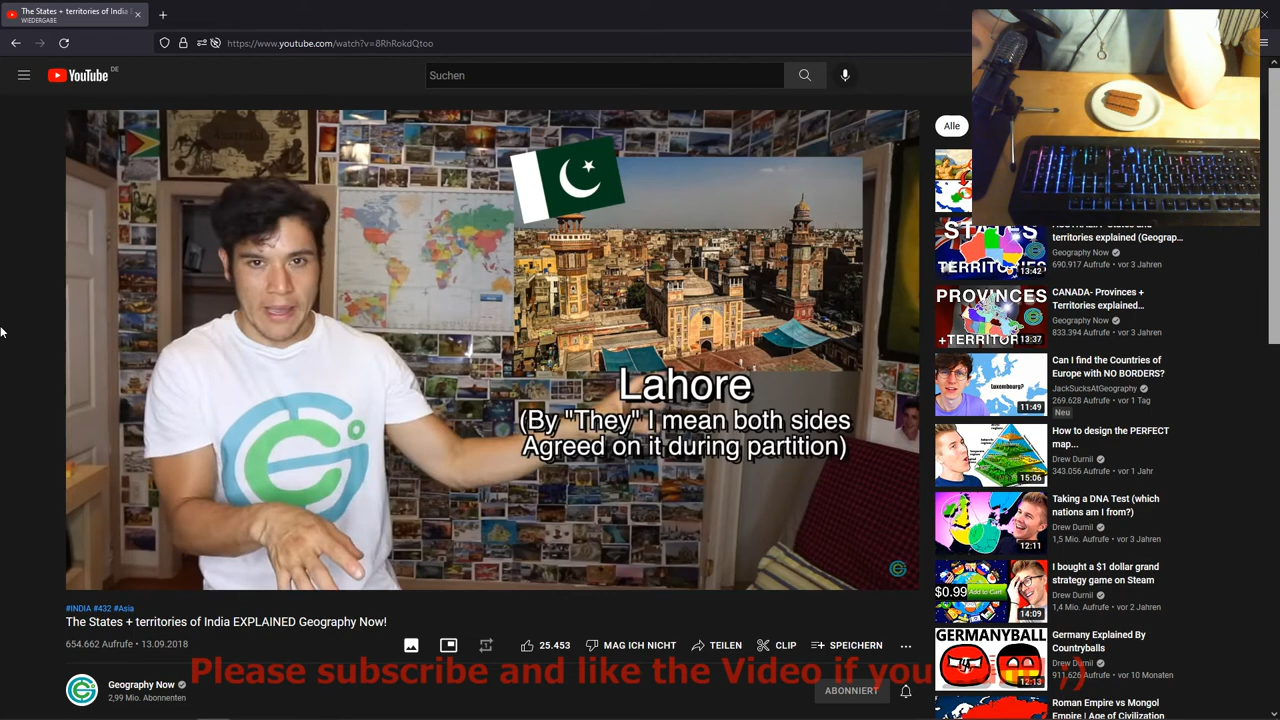 The States + territories of India
WIEDERGABE
https://www.youtube.com/watch?v=8RhRokdQtoo
YouTube DE
Suchen
Alle
Lahore
(By "They" I mean both sides
Agreed on it during partition)
#INDIA #432 #Asia
The States + territories of India EXPLAINED Geography Now!
654.662 Aufrufe • 13.09.2018
25.453
MAG ICH NICHT
TEILEN
CLIP
SPEICHERN
Please subscribe and like the Video if you
Geography Now
2,99 Mio. Abonnenten
ABONNIERT
STATES
TERRITORIES
13:42
territories explained (Geograp...
Geography Now
690.917 Aufrufe • vor 3 Jahren
PROVINCES
+TERRITOR
13:37
CANADA- Provinces +
Territories explained...
Geography Now
833.394 Aufrufe • vor 3 Jahren
Luxembourg?
11:49
Can I find the Countries of
Europe with NO BORDERS?
JackSucksAtGeography
269.628 Aufrufe • vor 1 Tag
Neu
15:06
How to design the PERFECT
map...
Drew Durnil
343.056 Aufrufe • vor 1 Jahr
12:11
Taking a DNA Test (which
nations am I from?)
Drew Durnil
1,5 Mio. Aufrufe • vor 3 Jahren
$0.99
Add to Cart
14:09
I bought a $1 dollar grand
strategy game on Steam
Drew Durnil
1,4 Mio. Aufrufe • vor 2 Jahren
GERMANYBALL
12:13
Germany Explained By
Countryballs
Drew Durnil
911.626 Aufrufe • vor 10 Monaten
Roman Empire vs Mongol
Empire | Age of Civilization